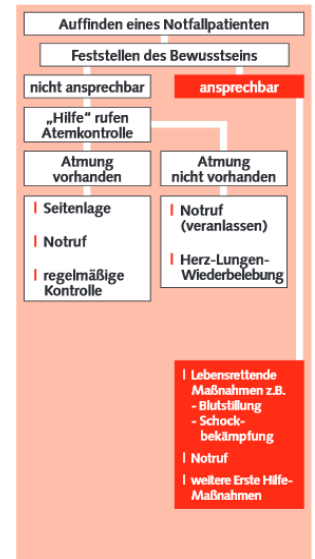 Auffinden eines Notfallpatienten
Feststellen des Bewusstseins
nicht ansprechbar
ansprechbar
„Hilfe“ rufen
Atemkontrolle
Atmung
vorhanden
Atmung
nicht vorhanden
| Seitenlage
| Notruf
| regelmäßige
Kontrolle
| Notruf
(veranlassen)
| Herz-Lungen-
Wiederbelebung
| Lebensrettende
Maßnahmen z.B.
- Blutstillung
- Schock-
bekämpfung
| Notruf
| weitere Erste Hilfe-
Maßnahmen